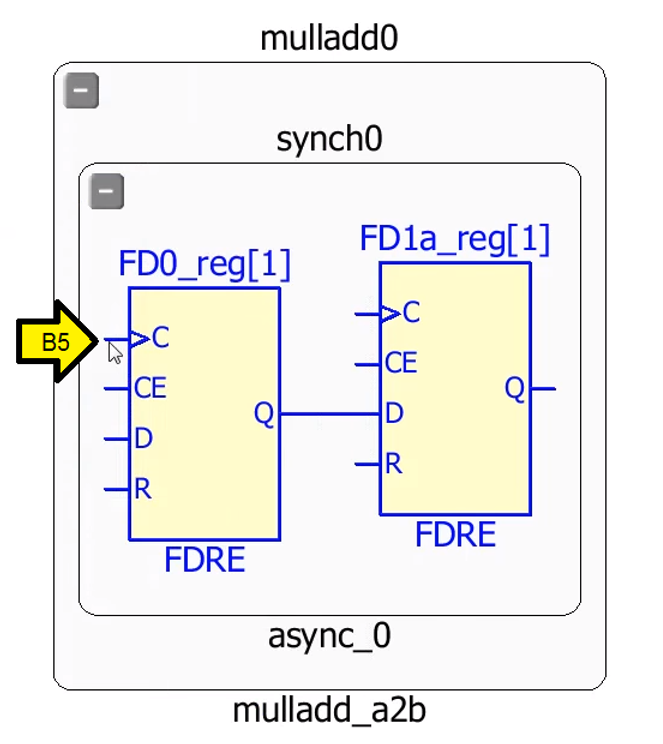 mulladd0
synch0
FD0_reg[1]
FD1a_reg[1]
B5
C
CE
D
R
Q
FDRE
C
CE
D
R
Q
FDRE
async_0
mulladd_a2b